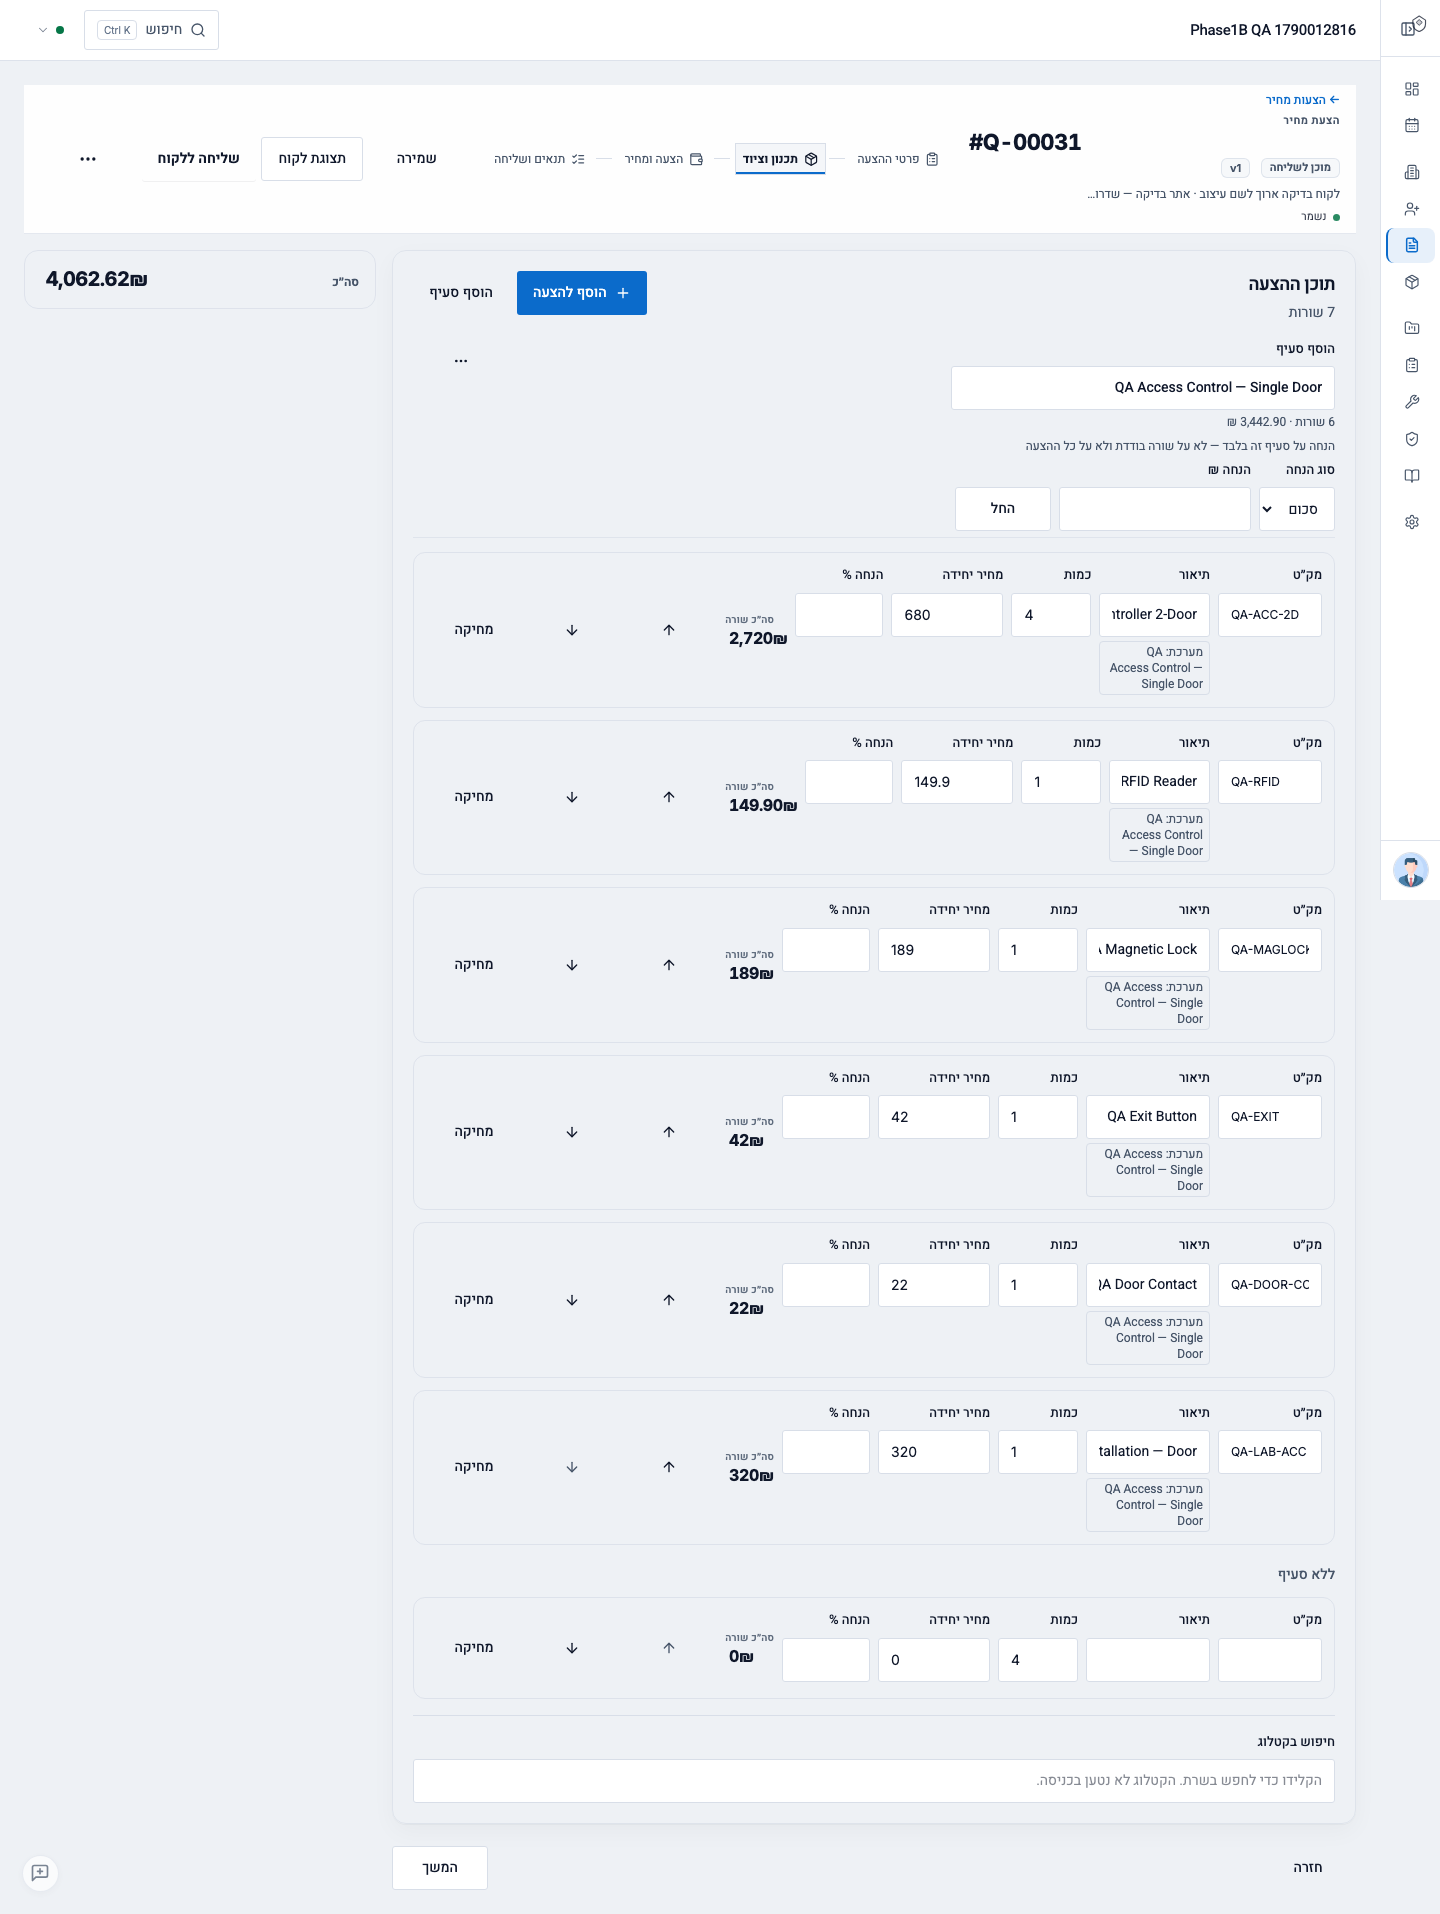 Phase1B QA 1790012816
חיפוש
Ctrl K
← הצעות מחיר
הצעת מחיר
#Q-00031
מוכן לשליחה
v1
לקוח בדיקה ארוך לשם עיצוב · אתר בדיקה — שדרו...
נשמר
פרטי ההצעה
תכנון וציוד
הצעה ומחיר
תנאים ושליחה
שמירה
תצוגת לקוח
שליחה ללקוח
תוכן ההצעה
7 שורות
הוסף להצעה
הוסף סעיף
סה"כ
₪4,062.62
הוסף סעיף
QA Access Control — Single Door
6 שורות · 3,442.90 ₪
הנחה על סעיף זה בלבד — לא על שורה בודדת ולא על כל ההצעה
סוג הנחה
הנחה ₪
סכום
החל
מק"ט תיאור כמות מחיר יחידה הנחה %
QA-ACC-2D
ntroller 2-Door
4
680
סה"כ שורה
₪2,720
מחיקה
מערכת: QA
Access Control —
Single Door
מק"ט תיאור כמות מחיר יחידה הנחה %
QA-RFID
RFID Reader
1
149.9
סה"כ שורה
₪149.90
מחיקה
מערכת: QA
Access Control
— Single Door
מק"ט תיאור כמות מחיר יחידה הנחה %
QA-MAGLOCK
Magnetic Lock
1
189
סה"כ שורה
₪189
מחיקה
מערכת: QA Access
Control — Single
Door
מק"ט תיאור כמות מחיר יחידה הנחה %
QA-EXIT
QA Exit Button
1
42
סה"כ שורה
₪42
מחיקה
מערכת: QA Access
Control — Single
Door
מק"ט תיאור כמות מחיר יחידה הנחה %
QA-DOOR-CC
QA Door Contact
1
22
סה"כ שורה
₪22
מחיקה
מערכת: QA Access
Control — Single
Door
מק"ט תיאור כמות מחיר יחידה הנחה %
QA-LAB-ACC
tallation — Door
1
320
סה"כ שורה
₪320
מחיקה
מערכת: QA Access
Control — Single
Door
ללא סעיף
מק"ט תיאור כמות מחיר יחידה הנחה %
4
0
סה"כ שורה
₪0
מחיקה
חיפוש בקטלוג
הקלידו כדי לחפש בשרת. הקטלוג לא נטען בכניסה.
חזרה
המשך